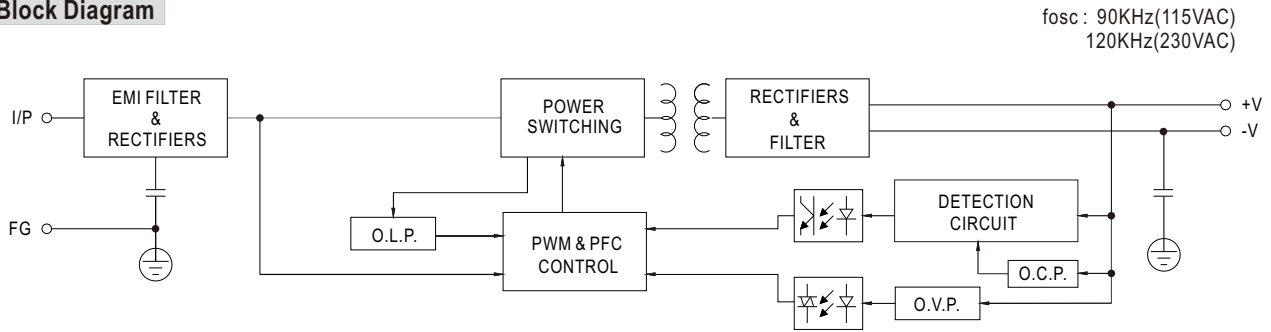 Block Diagram
fosc : 90KHz(115VAC)
120KHz(230VAC)
I/P
EMI FILTER
&
RECTIFIERS
POWER
SWITCHING
RECTIFIERS
&
FILTER
+V
-V
FG
O.L.P.
PWM & PFC
CONTROL
DETECTION
CIRCUIT
O.C.P.
O.V.P.